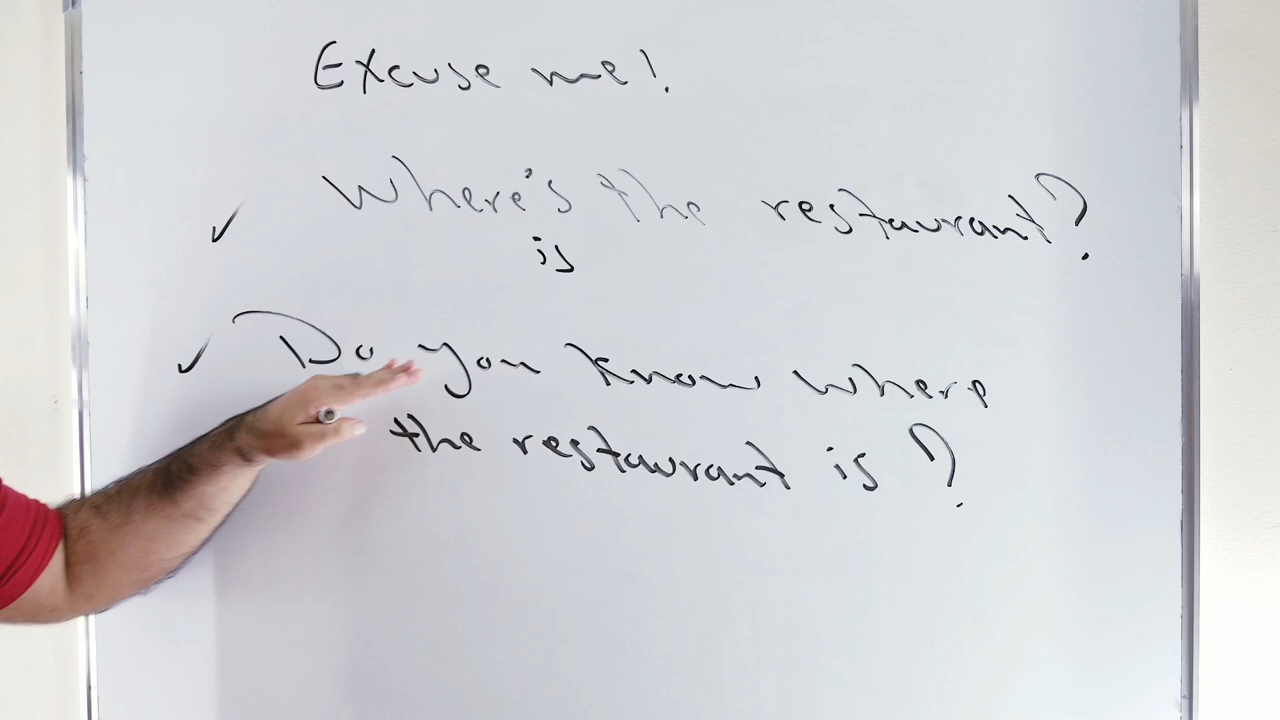 Excuse me!
✓ Where's the restaurant?
is
✓ Do you know where
the restaurant is?